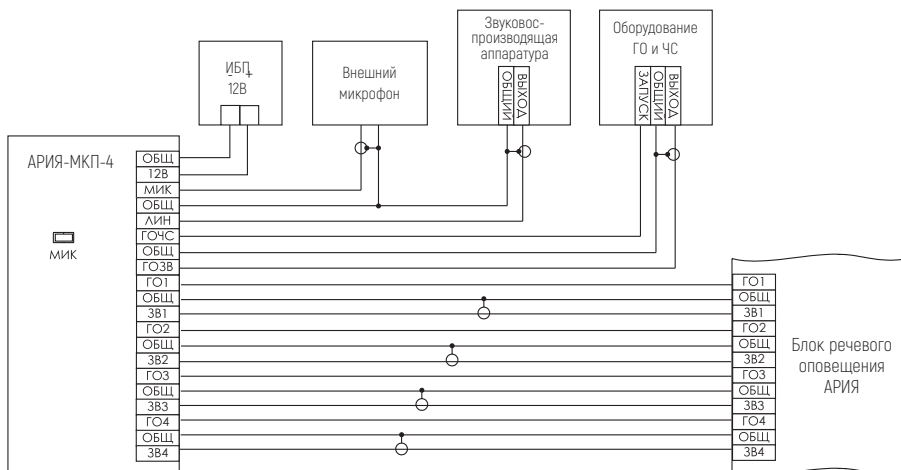 ИБП
- +
12В
Внешний
микрофон
Звуковос-
производящая
аппаратура
ОБЩИЙ
ВЫХОД
Оборудование
ГО и ЧС
ЗАПУСК
ОБЩИЙ
ВЫХОД
АРИЯ-МКП-4
МИК
ОБЩ
12В
МИК
ОБЩ
ЛИН
ГОЧС
ОБЩ
ГОЗВ
ГО1
ОБЩ
ЗВ1
ГО2
ОБЩ
ЗВ2
ГО3
ОБЩ
ЗВ3
ГО4
ОБЩ
ЗВ4
ГО1
ОБЩ
ЗВ1
ГО2
ОБЩ
ЗВ2
ГО3
ОБЩ
ЗВ3
ГО4
ОБЩ
ЗВ4
Блок речевого
оповещения
АРИЯ